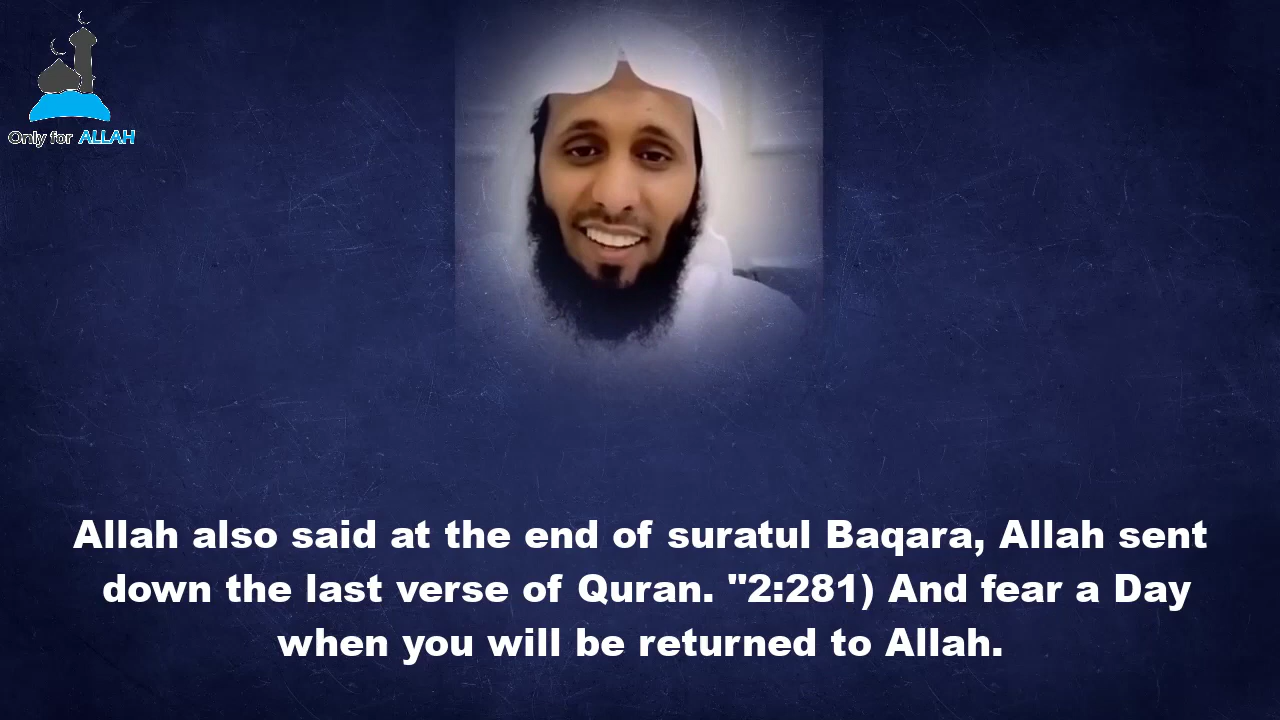 Only for ALLAH
Allah also said at the end of suratul Baqara, Allah sent
down the last verse of Quran. "2:281) And fear a Day
when you will be returned to Allah.